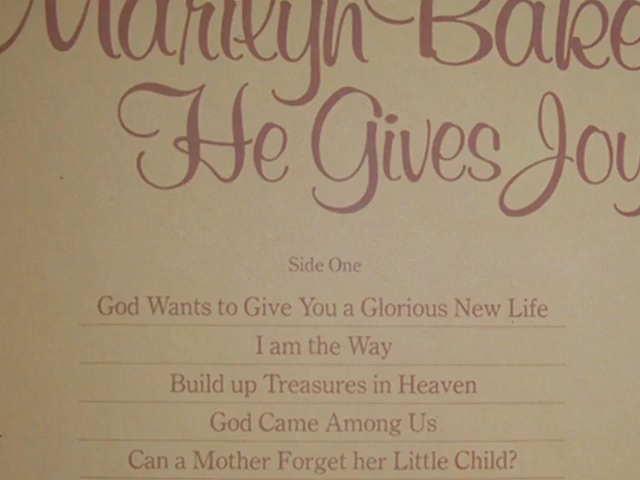 Marilyn Bake
He Gives Joy
Side One
God Wants to Give You a Glorious New Life
I am the Way
Build up Treasures in Heaven
God Came Among Us
Can a Mother Forget her Little Child?